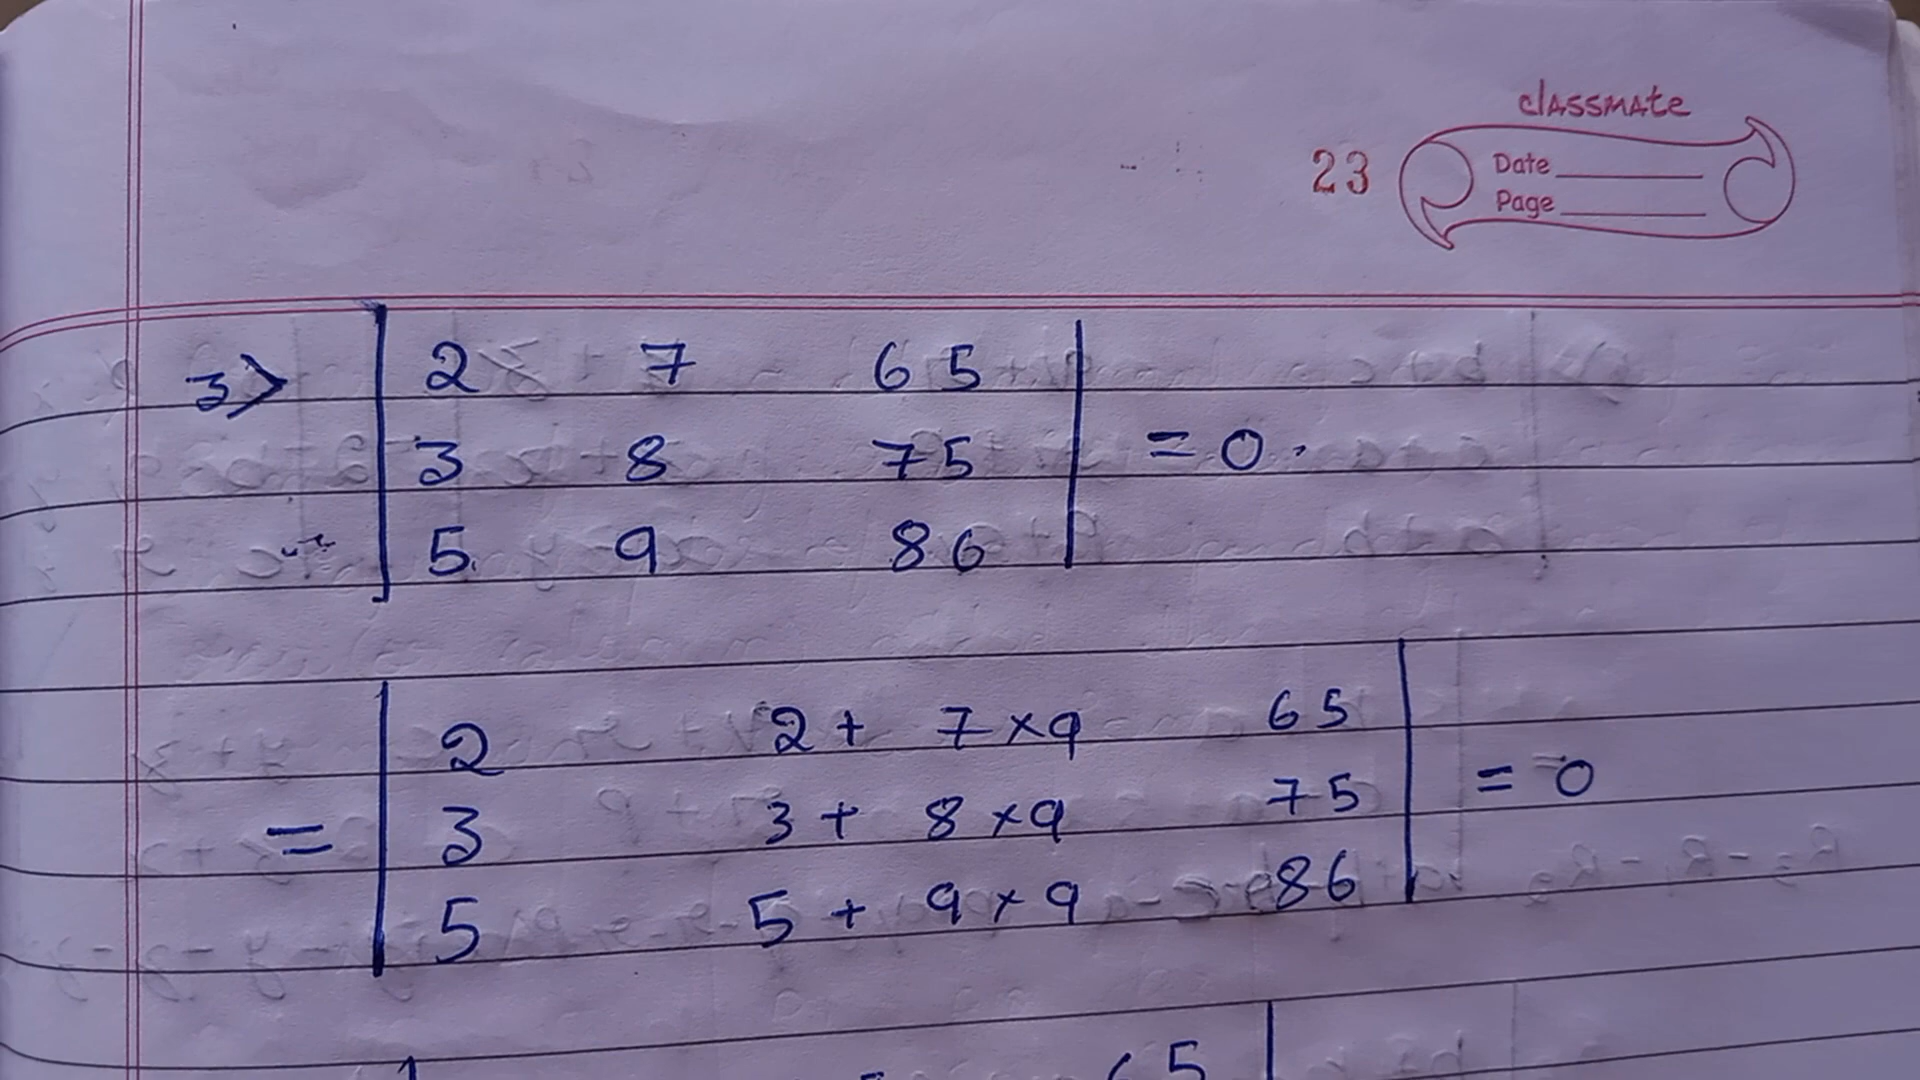 classmate
23
Date
Page
3> | 2 7 65 |
| 3 8 75 | = 0.
| 5 9 86 |
| 2 2 + 7 × 9 65 |
= | 3 3 + 8 × 9 75 | = 0
| 5 5 + 9 × 9 86 |
65 |